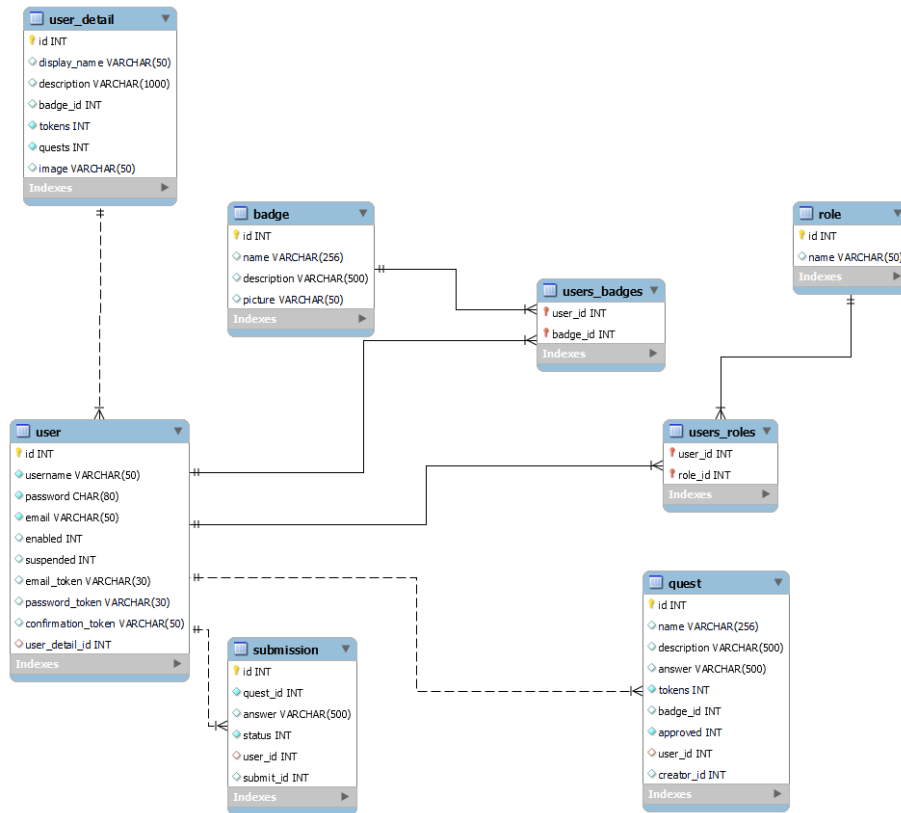 user_detail
id INT
display_name VARCHAR(50)
description VARCHAR(1000)
badge_id INT
tokens INT
quests INT
image VARCHAR(50)
Indexes
badge
id INT
name VARCHAR(256)
description VARCHAR(500)
picture VARCHAR(50)
Indexes
role
id INT
name VARCHAR(50)
Indexes
users_badges
user_id INT
badge_id INT
Indexes
user
id INT
username VARCHAR(50)
password CHAR(80)
email VARCHAR(50)
enabled INT
suspended INT
email_token VARCHAR(30)
password_token VARCHAR(30)
confirmation_token VARCHAR(50)
user_detail_id INT
Indexes
users_roles
user_id INT
role_id INT
Indexes
submission
id INT
quest_id INT
answer VARCHAR(500)
status INT
user_id INT
submit_id INT
Indexes
quest
id INT
name VARCHAR(256)
description VARCHAR(500)
answer VARCHAR(500)
tokens INT
badge_id INT
approved INT
user_id INT
creator_id INT
Indexes